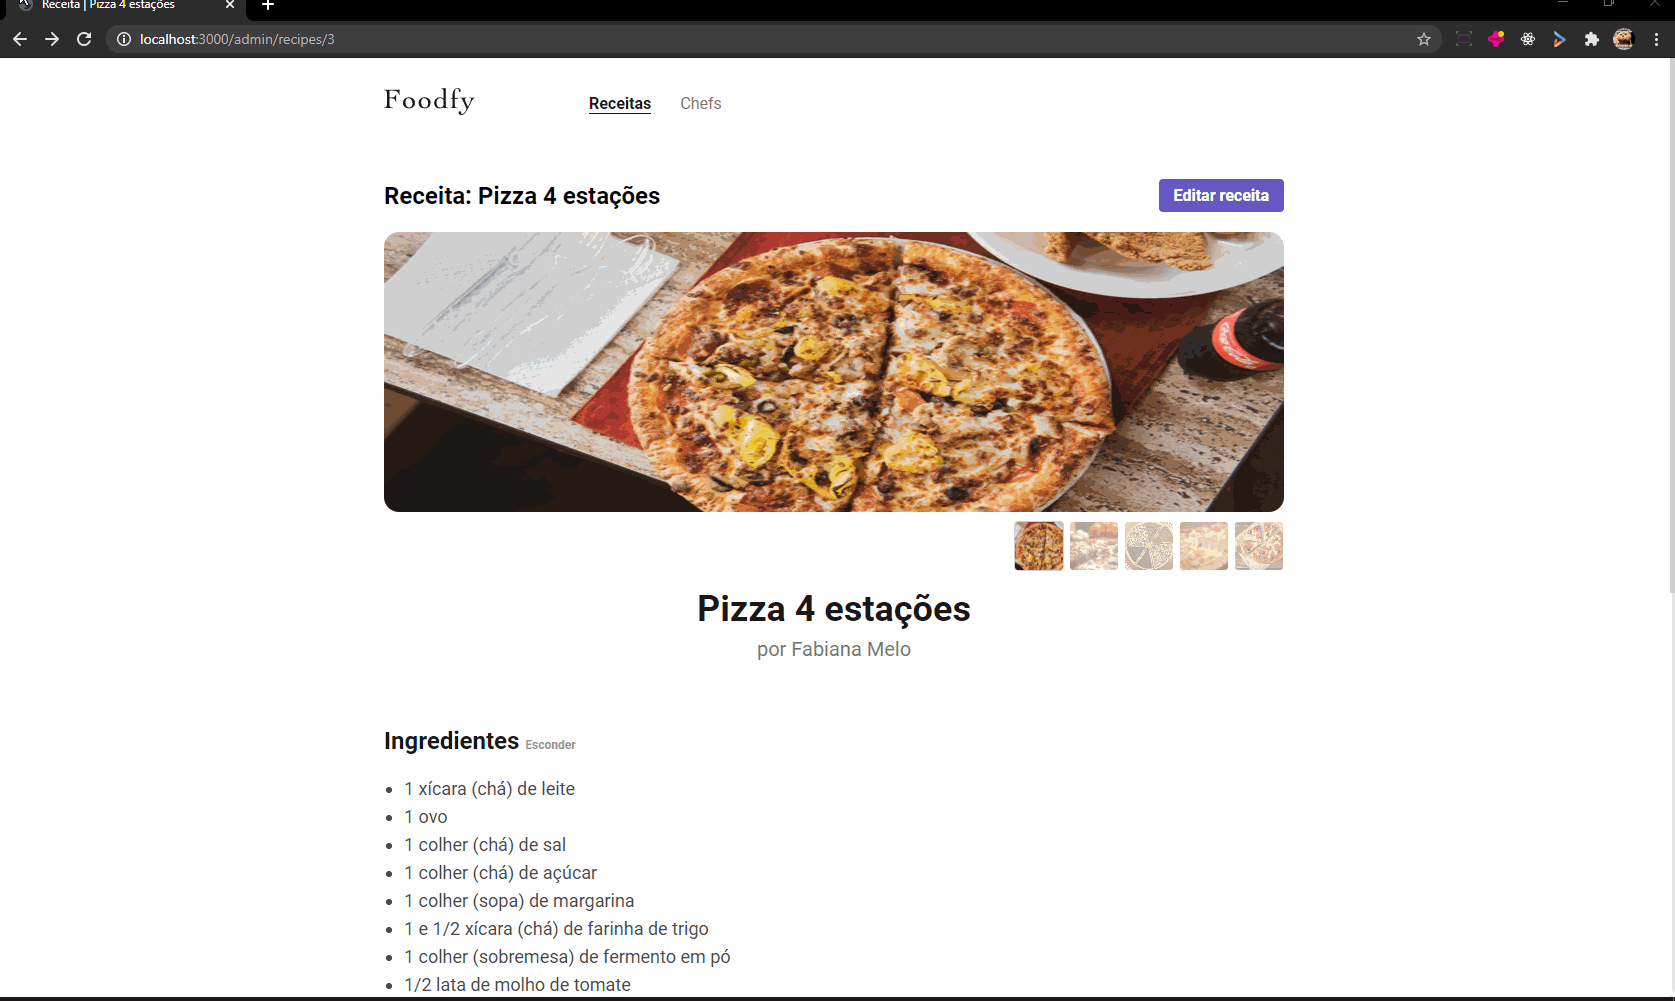 Receita | Pizza 4 estações
localhost:3000/admin/recipes/3
Foodfy
Receitas
Chefs
Receita: Pizza 4 estações
Editar receita
Coca-Cola
Pizza 4 estações
por Fabiana Melo
Ingredientes Esconder
1 xícara (chá) de leite
1 ovo
1 colher (chá) de sal
1 colher (chá) de açúcar
1 colher (sopa) de margarina
1 e 1/2 xícara (chá) de farinha de trigo
1 colher (sobremesa) de fermento em pó
1/2 lata de molho de tomate